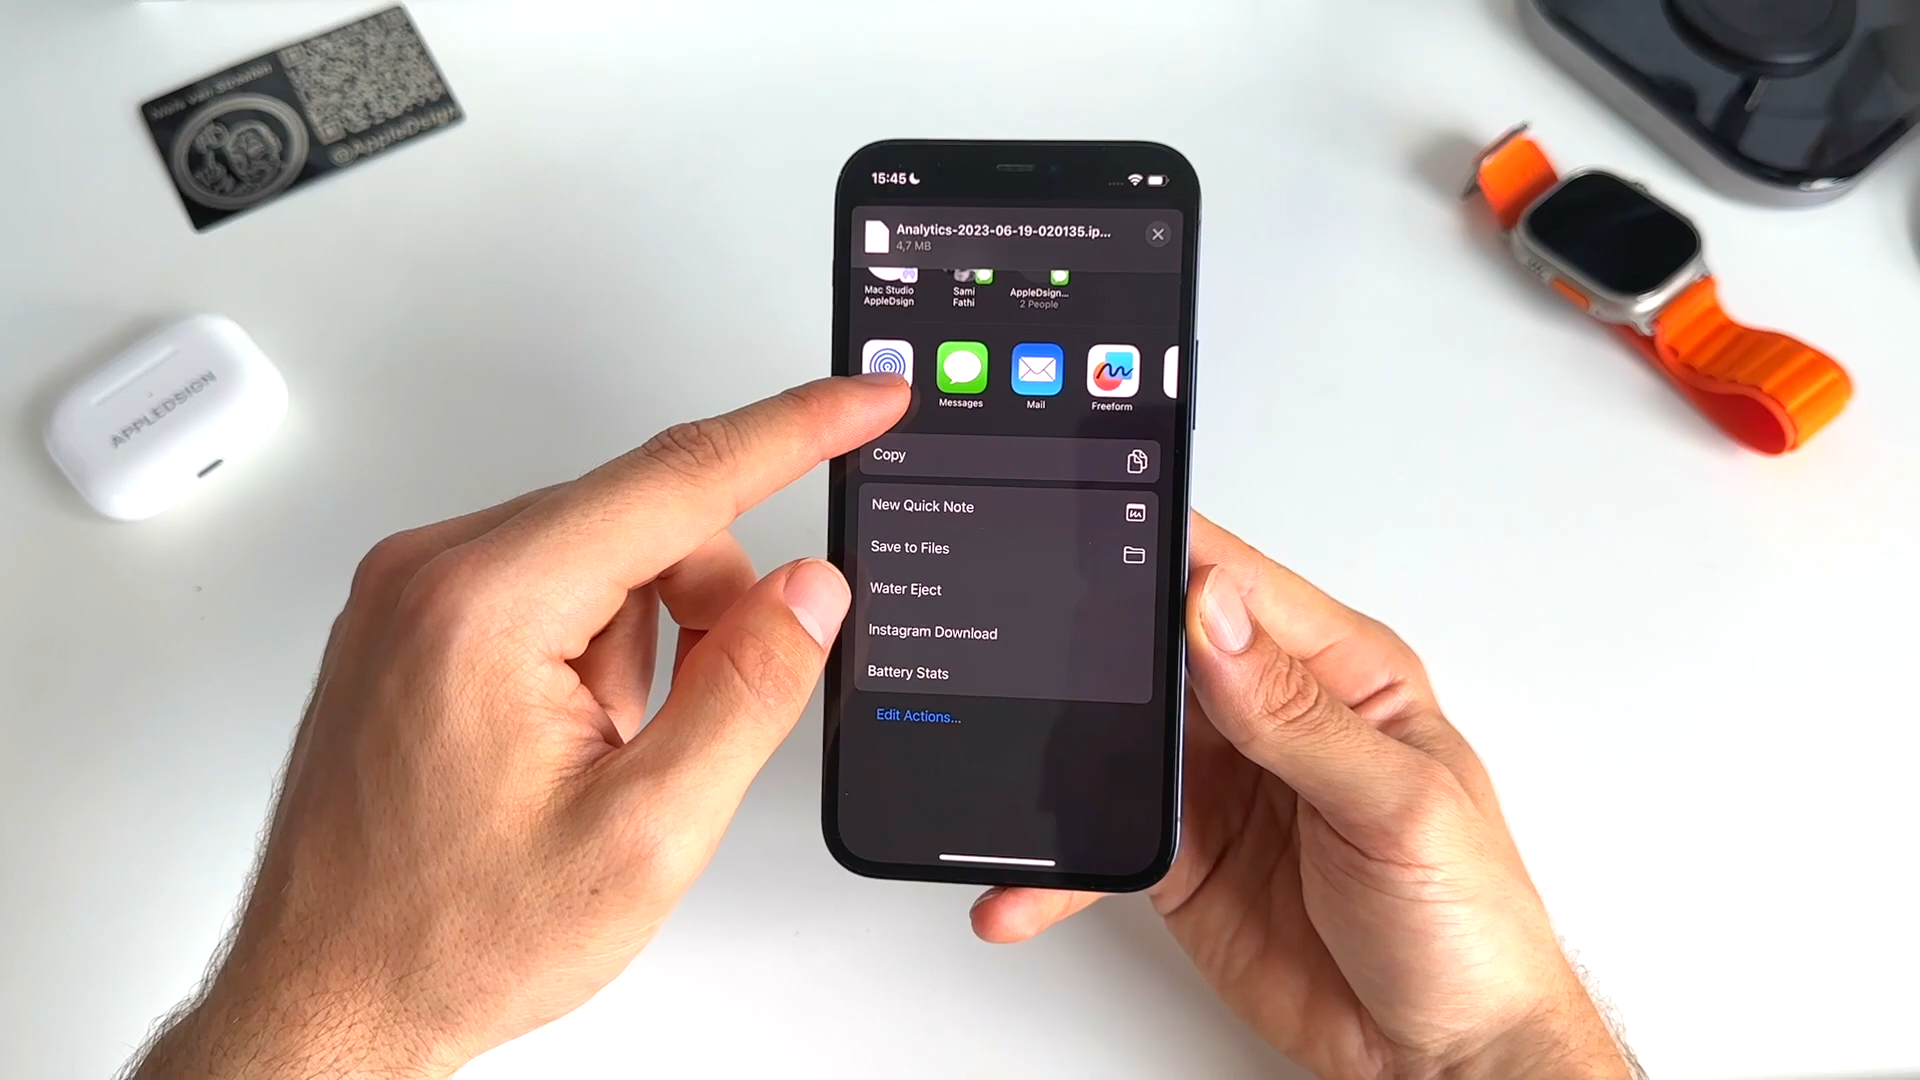 @AppleDsign
APPLEDSIGN
15:45
Analytics-2023-06-19-020135.ip...
4,7 MB
Mac Studio
AppleDsign
Sami
Fathi
AppleDsign...
2 People
Messages
Mail
Freeform
Copy
New Quick Note
Save to Files
Water Eject
Instagram Download
Battery Stats
Edit Actions...